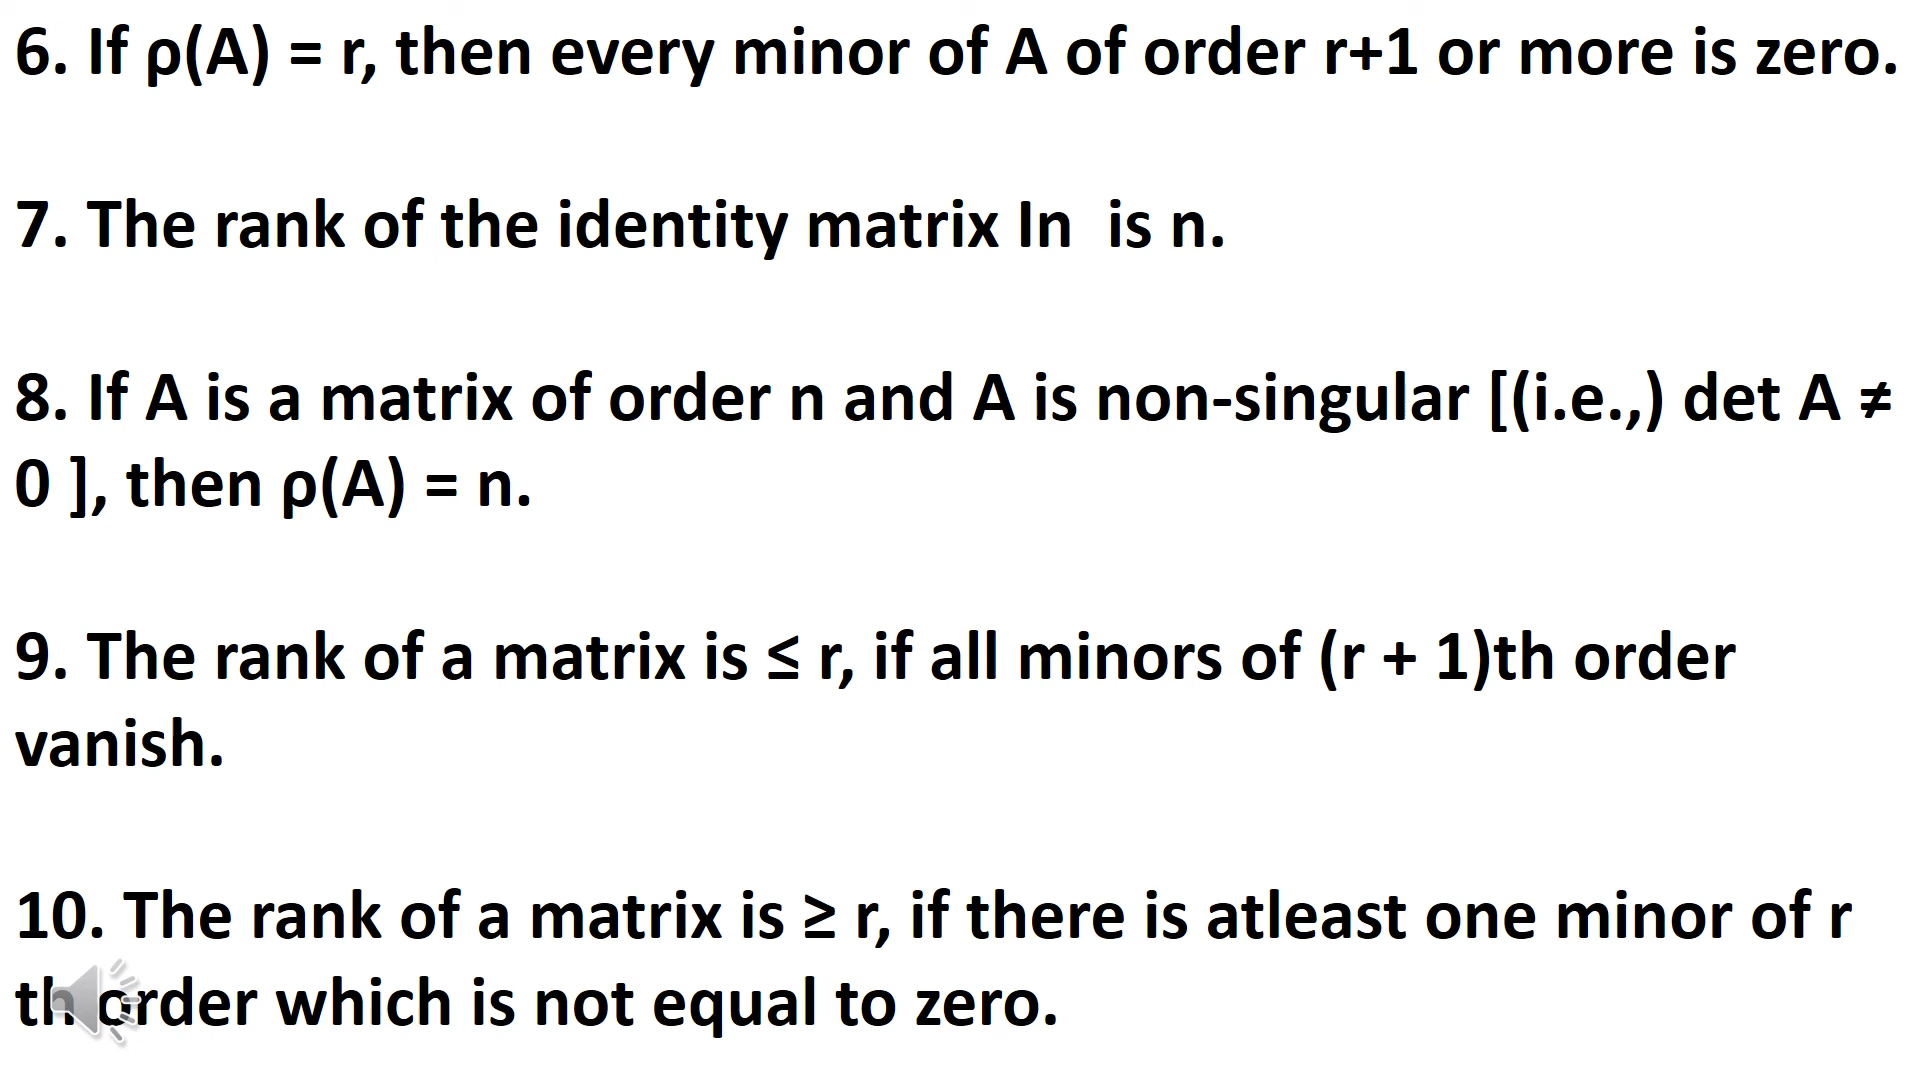 6. If ρ(A) = r, then every minor of A of order r+1 or more is zero.
7. The rank of the identity matrix In  is n.
8. If A is a matrix of order n and A is non-singular [(i.e.,) det A ≠
0 ], then ρ(A) = n.
9. The rank of a matrix is ≤ r, if all minors of (r + 1)th order
vanish.
10. The rank of a matrix is ≥ r, if there is atleast one minor of r
th order which is not equal to zero.